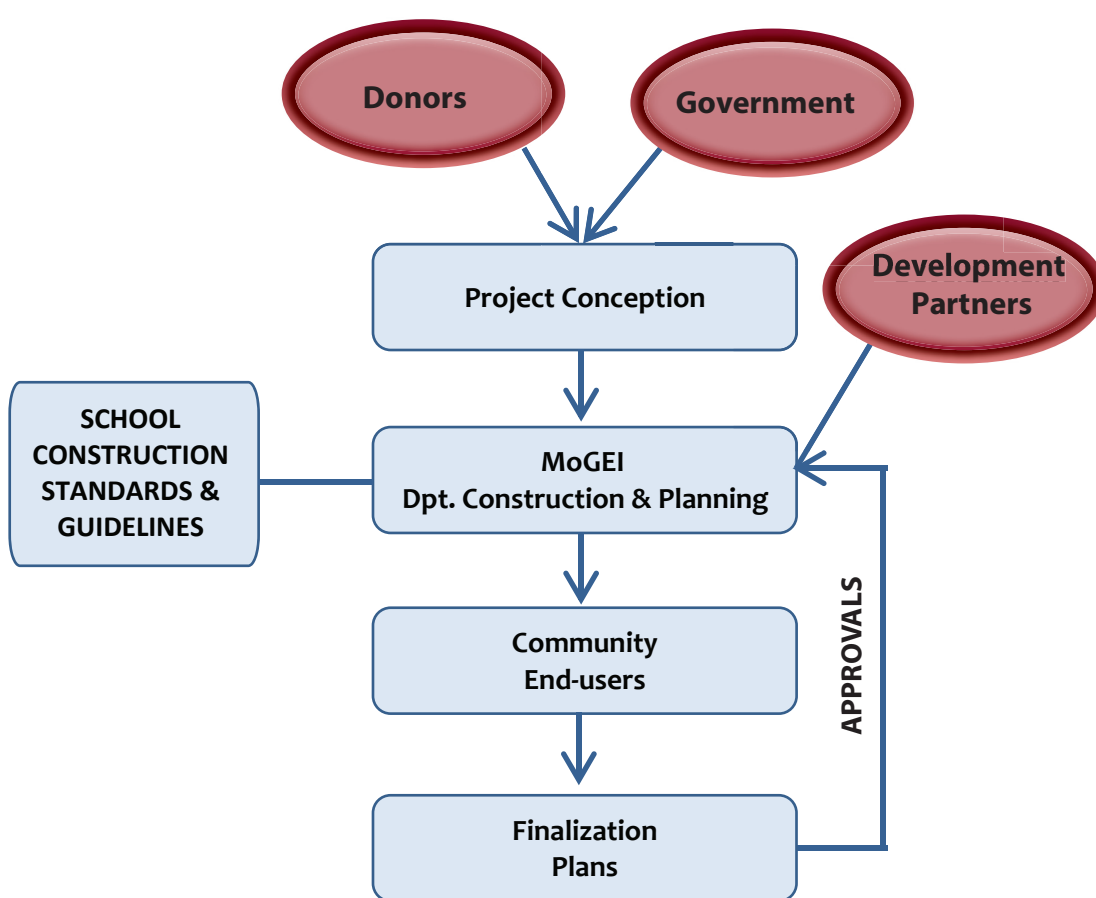 Donors
Government
Development
Partners
Project Conception
SCHOOL
CONSTRUCTION
STANDARDS &
GUIDELINES
MoGEI
Dpt. Construction & Planning
Community
End-users
APPROVALS
Finalization
Plans